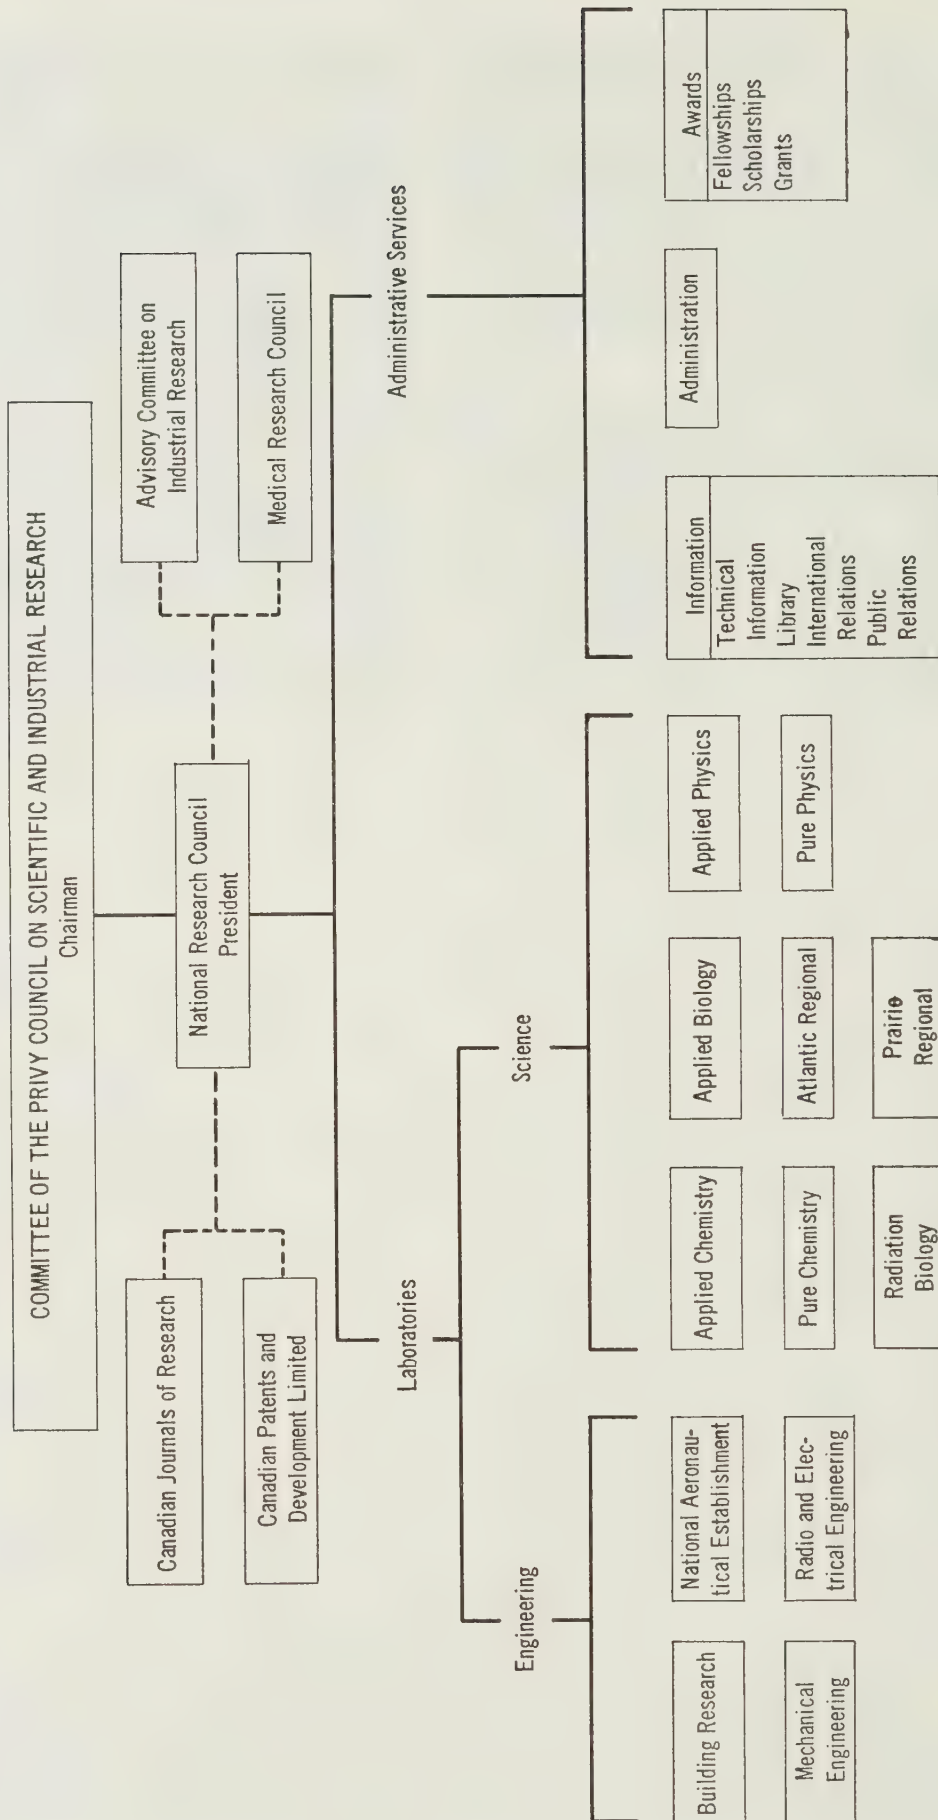 COMMITTEE OF THE PRIVY COUNCIL ON SCIENTIFIC AND INDUSTRIAL RESEARCH
Chairman
Canadian Journals of Research
Canadian Patents and
Development Limited
National Research Council
President
Advisory Committee on
Industrial Research
Medical Research Council
Laboratories
Administrative Services
Engineering
Science
Building Research
National Aeronau-
tical Establishment
Mechanical
Engineering
Radio and Elec-
trical Engineering
Applied Chemistry
Applied Biology
Applied Physics
Pure Chemistry
Atlantic Regional
Pure Physics
Radiation
Biology
Prairie
Regional
Information
Technical
Information
Library
International
Relations
Public
Relations
Administration
Awards
Fellowships
Scholarships
Grants